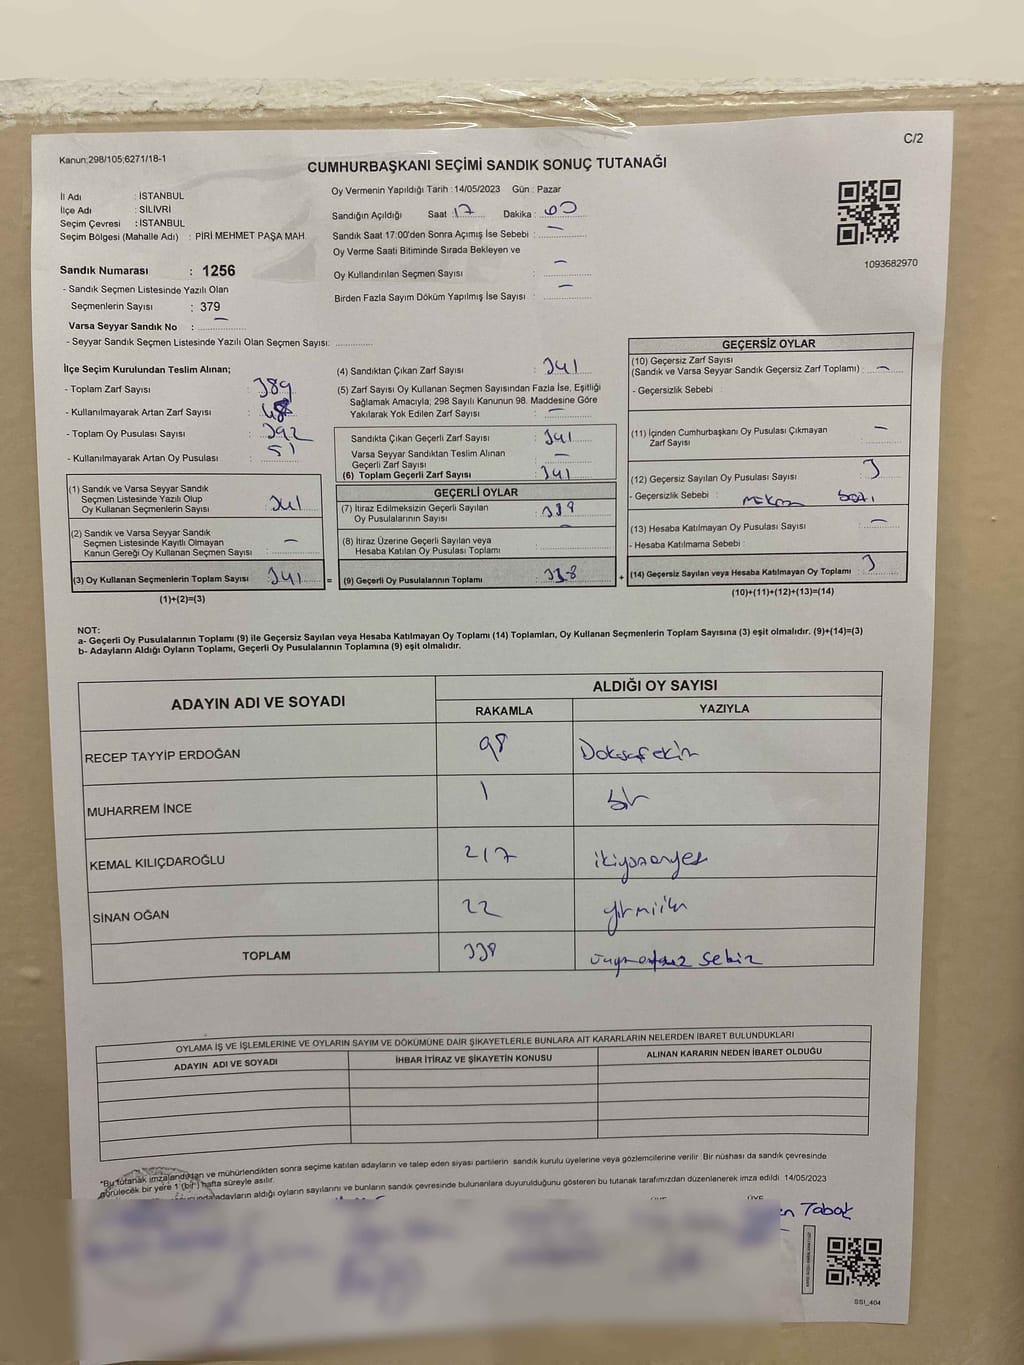 C/2
Kanun;298/105;6271/18-1
CUMHURBAŞKANI SEÇİMİ SANDIK SONUÇ TUTANAĞI
İl Adı : İSTANBUL
İlçe Adı : SİLİVRİ
Seçim Çevresi : İSTANBUL
Seçim Bölgesi (Mahalle Adı) : PİRİ MEHMET PAŞA MAH.
Oy Vermenin Yapıldığı Tarih : 14/05/2023 Gün : Pazar
Sandığın Açıldığı Saat : 17 Dakika :
Sandık Saat 17:00'den Sonra Açımış İse Sebebi : —
Oy Verme Saati Bitiminde Sırada Bekleyen ve
Oy Kullandırılan Seçmen Sayısı : —
Birden Fazla Sayım Döküm Yapılmış İse Sayısı : —
1093682970
Sandık Numarası : 1256
- Sandık Seçmen Listesinde Yazılı Olan
Seçmenlerin Sayısı : 379
Varsa Seyyar Sandık No : —
- Seyyar Sandık Seçmen Listesinde Yazılı Olan Seçmen Sayısı:
İlçe Seçim Kurulundan Teslim Alınan;
- Toplam Zarf Sayısı : 389
- Kullanılmayarak Artan Zarf Sayısı :
- Toplam Oy Pusulası Sayısı : 392
- Kullanılmayarak Artan Oy Pusulası : 51
(1) Sandık ve Varsa Seyyar Sandık
Seçmen Listesinde Yazılı Olup
Oy Kullanan Seçmenlerin Sayısı : 341
(2) Sandık ve Varsa Seyyar Sandık
Seçmen Listesinde Kayıtlı Olmayan
Kanun Gereği Oy Kullanan Seçmen Sayısı : —
(3) Oy Kullanan Seçmenlerin Toplam Sayısı : 341
(1)+(2)=(3)
(4) Sandıktan Çıkan Zarf Sayısı : 341
(5) Zarf Sayısı Oy Kullanan Seçmen Sayısından Fazla İse, Eşitliği
Sağlamak Amacıyla; 298 Sayılı Kanunun 98. Maddesine Göre
Yakılarak Yok Edilen Zarf Sayısı : —
Sandıkta Çıkan Geçerli Zarf Sayısı : 341
Varsa Seyyar Sandıktan Teslim Alınan
Geçerli Zarf Sayısı : —
(6) Toplam Geçerli Zarf Sayısı : 341
GEÇERLİ OYLAR
(7) İtiraz Edilmeksizin Geçerli Sayılan
Oy Pusulalarının Sayısı :
(8) İtiraz Üzerine Geçerli Sayılan veya
Hesaba Katılan Oy Pusulası Toplamı : —
= (9) Geçerli Oy Pusulalarının Toplamı : 338
GEÇERSİZ OYLAR
(10) Geçersiz Zarf Sayısı
(Sandık ve Varsa Seyyar Sandık Geçersiz Zarf Toplamı) : —
- Geçersizlik Sebebi :
(11) İçinden Cumhurbaşkanı Oy Pusulası Çıkmayan
Zarf Sayısı : —
(12) Geçersiz Sayılan Oy Pusulası Sayısı : 3
- Geçersizlik Sebebi :
(13) Hesaba Katılmayan Oy Pusulası Sayısı : —
- Hesaba Katılmama Sebebi :
+ (14) Geçersiz Sayılan veya Hesaba Katılmayan Oy Toplamı : 3
(10)+(11)+(12)+(13)=(14)
NOT:
a- Geçerli Oy Pusulalarının Toplamı (9) ile Geçersiz Sayılan veya Hesaba Katılmayan Oy Toplamı (14) Toplamları, Oy Kullanan Seçmenlerin Toplam Sayısına (3) eşit olmalıdır. (9)+(14)=(3)
b- Adayların Aldığı Oyların Toplamı, Geçerli Oy Pusulalarının Toplamına (9) eşit olmalıdır.
ADAYIN ADI VE SOYADI ALDIĞI OY SAYISI
RAKAMLA YAZIYLA
RECEP TAYYİP ERDOĞAN 98 Doksansekiz
MUHARREM İNCE 1 bir
KEMAL KILIÇDAROĞLU 217 ikiyüzonyedi
SİNAN OĞAN 22 yirmiiki
TOPLAM 338 üçyüzotuz sekiz
OYLAMA İŞ VE İŞLEMLERİNE VE OYLARIN SAYIM VE DÖKÜMÜNE DAİR ŞİKAYETLERLE BUNLARA AİT KARARLARIN NELERDEN İBARET BULUNDUKLARI
ADAYIN ADI VE SOYADI İHBAR İTİRAZ VE ŞİKAYETİN KONUSU ALINAN KARARIN NEDEN İBARET OLDUĞU
"Bu tutanak imzalandıktan ve mühürlendikten sonra seçime katılan adayların ve talep eden siyasi partilerin sandık kurulu üyelerine veya gözlemcilerine verilir Bir nüshası da sandık çevresinde
görülecek bir yere 1 (bir) hafta süreyle asılır.
adayların aldığı oyların sayılarını ve bunların sandık çevresinde bulunanlara duyurulduğunu gösteren bu tutanak tarafımızdan düzenlenerek imza edildi 14/05/2023
ÜYE
Tabak
SSI_404